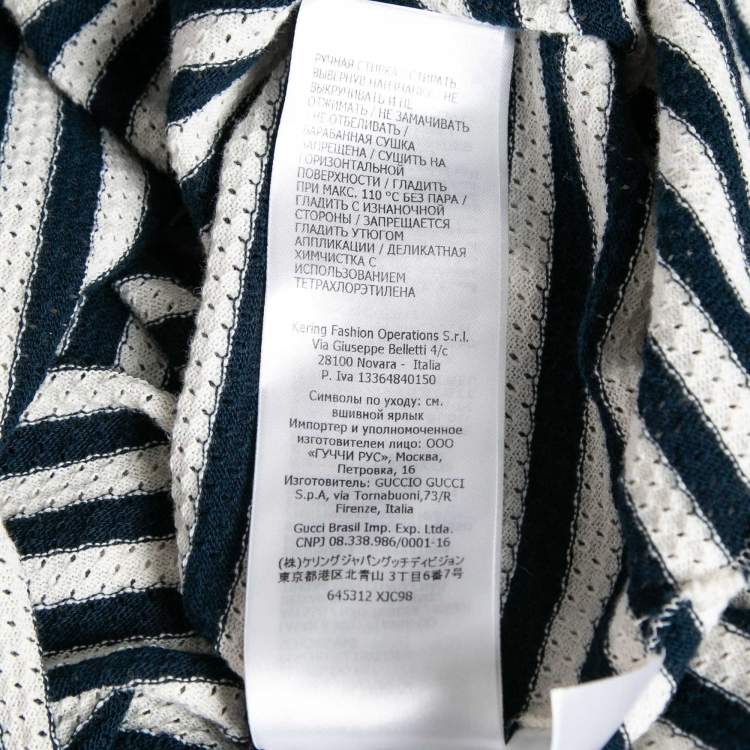 РУЧНАЯ СТИРКА / СТИРАТЬ
ВЫВЕРНУВ НАИЗНАНКУ / НЕ
ВЫКРУЧИВАТЬ И НЕ
ОТЖИМАТЬ / НЕ ЗАМАЧИВАТЬ
/ НЕ ОТБЕЛИВАТЬ /
БАРАБАННАЯ СУШКА
ЗАПРЕЩЕНА / СУШИТЬ НА
ГОРИЗОНТАЛЬНОЙ
ПОВЕРХНОСТИ / ГЛАДИТЬ
ПРИ МАКС. 110 °C БЕЗ ПАРА /
ГЛАДИТЬ С ИЗНАНОЧНОЙ
СТОРОНЫ / ЗАПРЕЩАЕТСЯ
ГЛАДИТЬ УТЮГОМ
АППЛИКАЦИИ / ДЕЛИКАТНАЯ
ХИМЧИСТКА С
ИСПОЛЬЗОВАНИЕМ
ТЕТРАХЛОРЭТИЛЕНА
Kering Fashion Operations S.r.l.
Via Giuseppe Belletti 4/c
28100 Novara - Italia
P. Iva 13364840150
Символы по уходу: см.
вшивной ярлык
Импортер и уполномоченное
изготовителем лицо: ООО
«ГУЧЧИ РУС», Москва,
Петровка, 16
Изготовитель: GUCCIO GUCCI
S.p.A, via Tornabuoni,73/R
Firenze, Italia
Gucci Brasil Imp. Exp. Ltda.
CNPJ 08.338.986/0001-16
(株)ケリングジャパングッチディビジョン
東京都港区北青山 3丁目6番7号
645312 XJC98